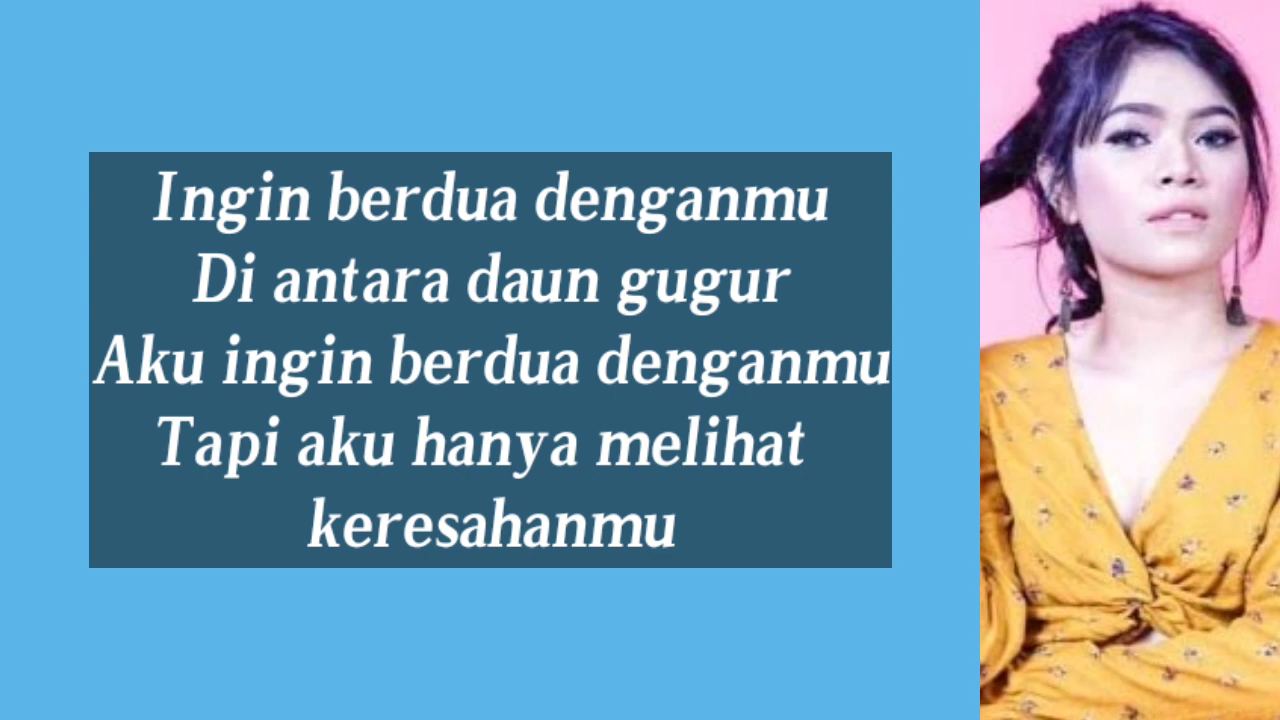 Ingin berdua denganmu
Di antara daun gugur
Aku ingin berdua denganmu
Tapi aku hanya melihat
keresahanmu